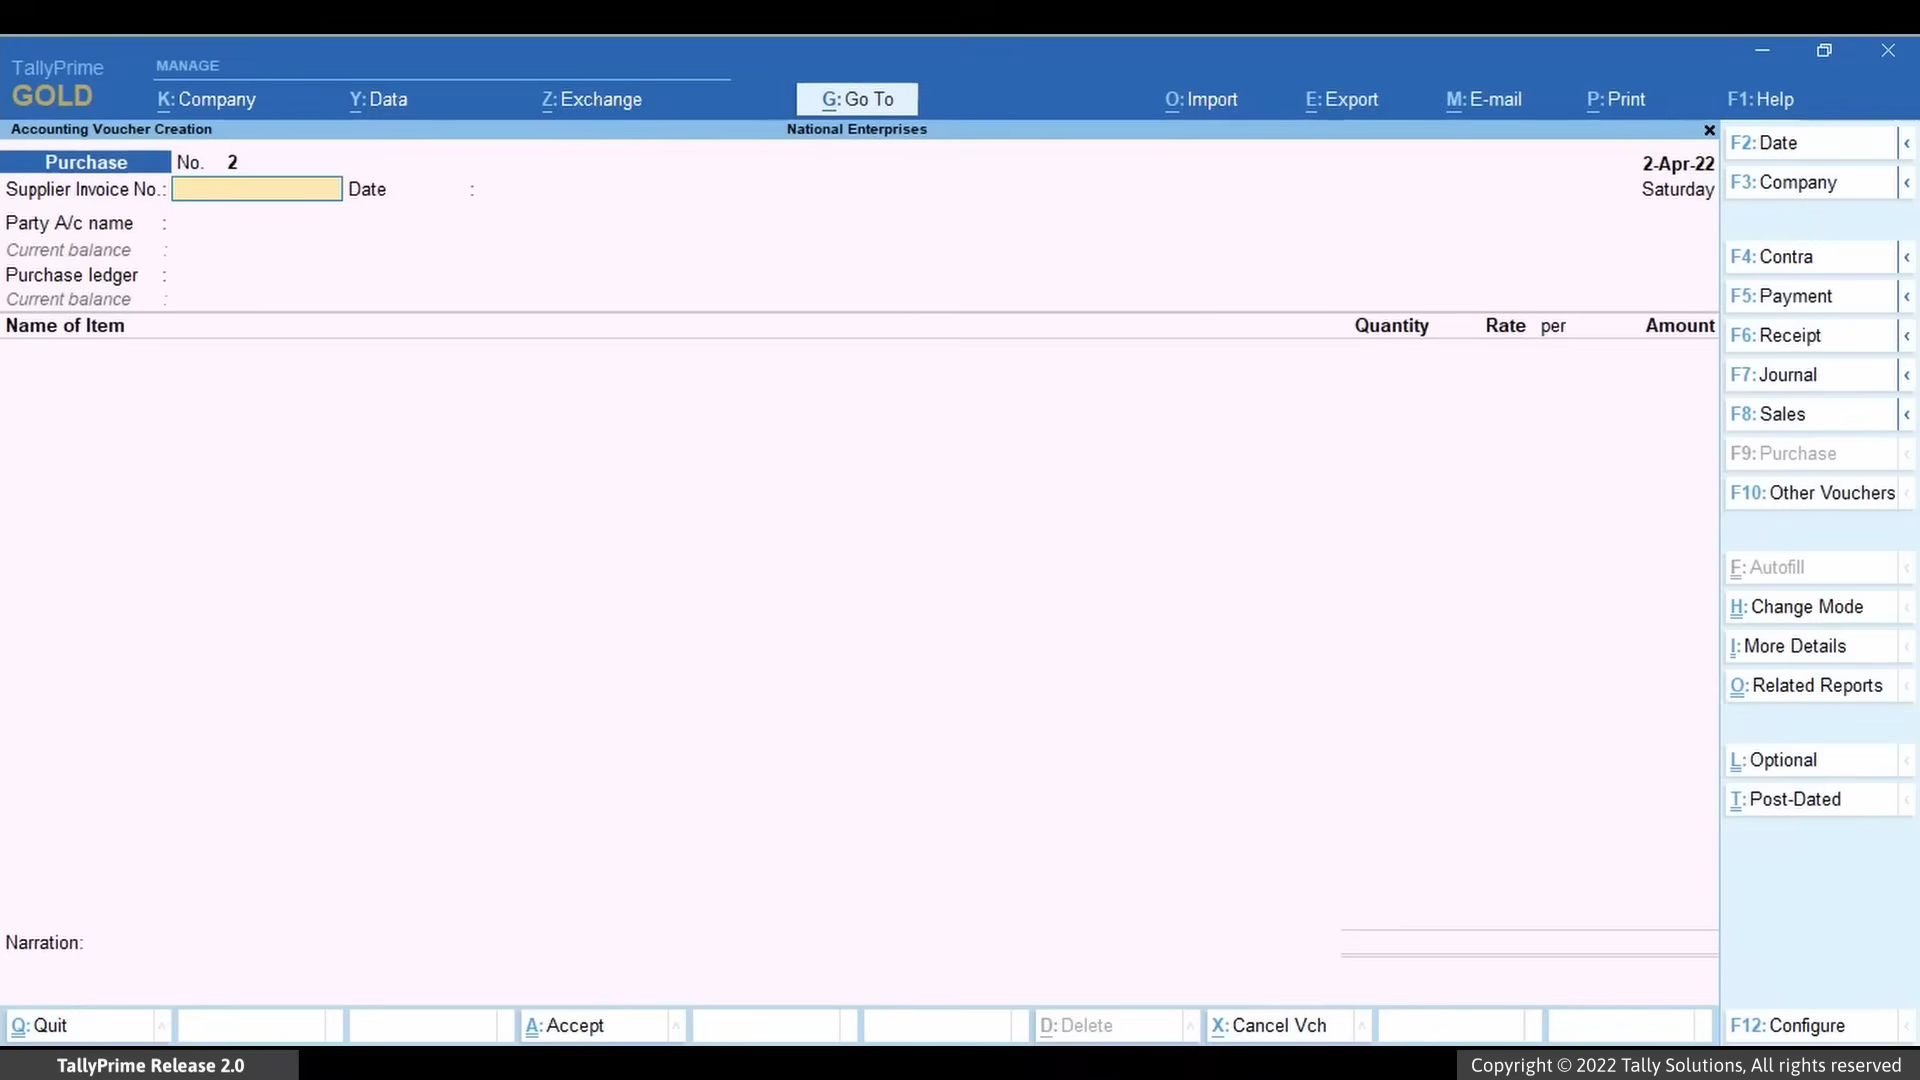 TallyPrime
GOLD
MANAGE
K: Company Y: Data Z: Exchange G: Go To O: Import E: Export M: E-mail P: Print F1: Help
Accounting Voucher Creation National Enterprises
Purchase No. 2 2-Apr-22
Supplier Invoice No.: Date : Saturday
Party A/c name :
Current balance :
Purchase ledger :
Current balance :
Name of Item Quantity Rate per Amount
Narration:
F2: Date
F3: Company
F4: Contra
F5: Payment
F6: Receipt
F7: Journal
F8: Sales
F9: Purchase
F10: Other Vouchers
F: Autofill
H: Change Mode
I: More Details
O: Related Reports
L: Optional
T: Post-Dated
Q: Quit A: Accept D: Delete X: Cancel Vch F12: Configure
TallyPrime Release 2.0 Copyright © 2022 Tally Solutions, All rights reserved